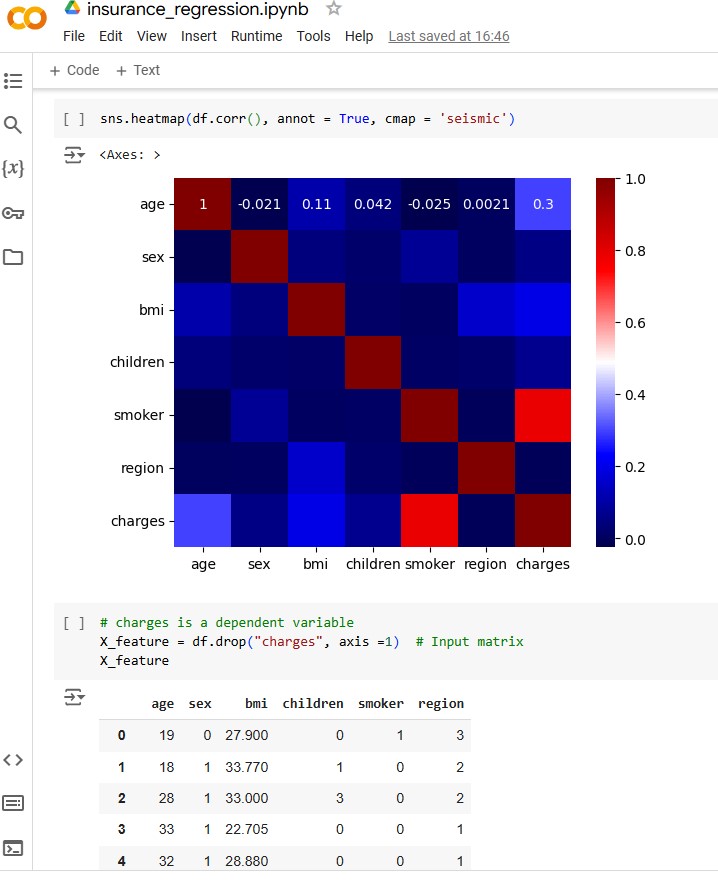 insurance_regression.ipynb
File Edit View Insert Runtime Tools Help Last saved at 16:46
+ Code + Text
[ ] sns.heatmap(df.corr(), annot = True, cmap = 'seismic')
<Axes: >
age 1 -0.021 0.11 0.042 -0.025 0.0021 0.3
sex
bmi
children
smoker
region
charges
age sex bmi children smoker region charges
1.0
0.8
0.6
0.4
0.2
0.0
[ ] # charges is a dependent variable
X_feature = df.drop("charges", axis =1) # Input matrix
X_feature
age sex bmi children smoker region
0 19 0 27.900 0 1 3
1 18 1 33.770 1 0 2
2 28 1 33.000 3 0 2
3 33 1 22.705 0 0 1
4 32 1 28.880 0 0 1
{x}